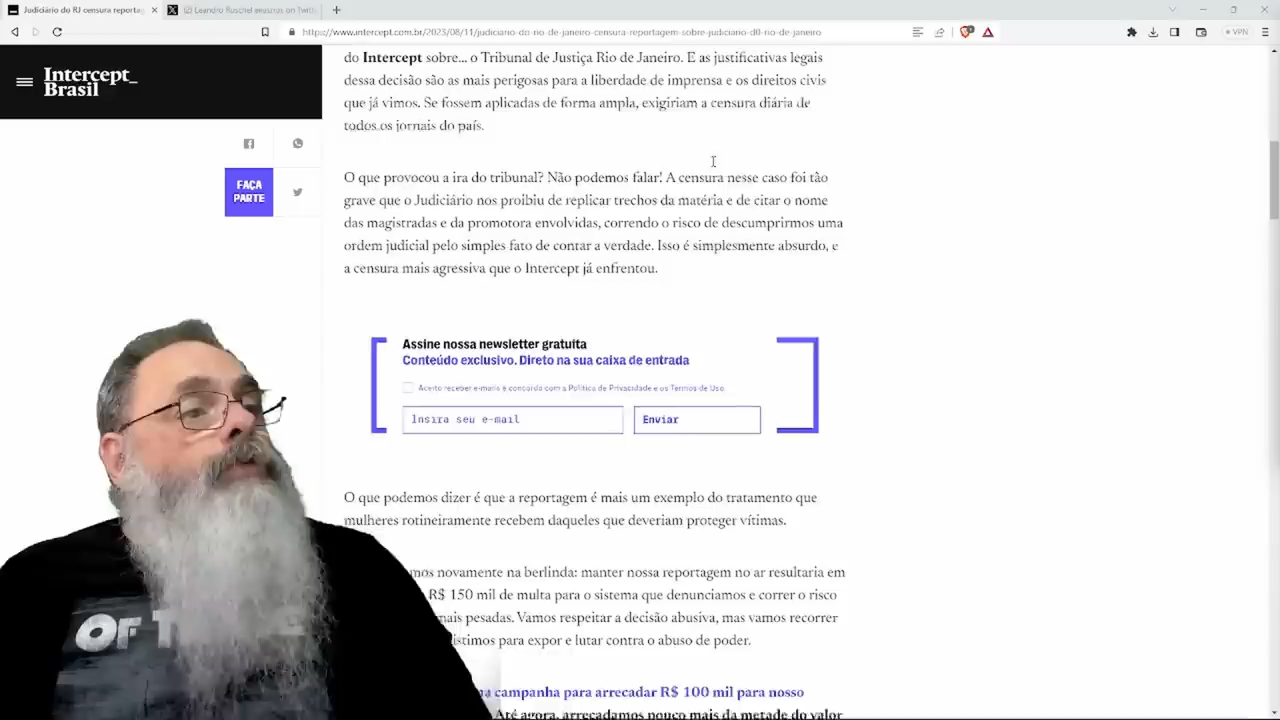 Judiciário do RJ censura reportag
Leandro Ruschel
https://www.intercept.com.br/2023/08/11/judiciario-do-rio-de-janeiro-censura-reportagem-sobre-judiciario-d0-rio-de-janeiro
VPN
Intercept_
Brasil
FAÇA
PARTE
do Intercept sobre... o Tribunal de Justiça Rio de Janeiro. E as justificativas legais
dessa decisão são as mais perigosas para a liberdade de imprensa e os direitos civis
que já vimos. Se fossem aplicadas de forma ampla, exigiriam a censura diária de
todos os jornais do país.
O que provocou a ira do tribunal? Não podemos falar! A censura nesse caso foi tão
grave que o Judiciário nos proibiu de replicar trechos da matéria e de citar o nome
das magistradas e da promotora envolvidas, correndo o risco de descumprirmos uma
ordem judicial pelo simples fato de contar a verdade. Isso é simplesmente absurdo, e
a censura mais agressiva que o Intercept já enfrentou.
Assine nossa newsletter gratuita
Conteúdo exclusivo. Direto na sua caixa de entrada
Aceito receber e-mails e concordo com a Política de Privacidade e os Termos de Uso
Insira seu e-mail
Enviar
O que podemos dizer é que a reportagem é mais um exemplo do tratamento que
mulheres rotineiramente recebem daqueles que deveriam proteger vítimas.
mos novamente na berlinda: manter nossa reportagem no ar resultaria em
R$ 150 mil de multa para o sistema que denunciamos e correr o risco
mais pesadas. Vamos respeitar a decisão abusiva, mas vamos recorrer
istimos para expor e lutar contra o abuso de poder.
campanha para arrecadar R$ 100 mil para nosso
Até agora, arrecadamos pouco mais da metade do valor
OF